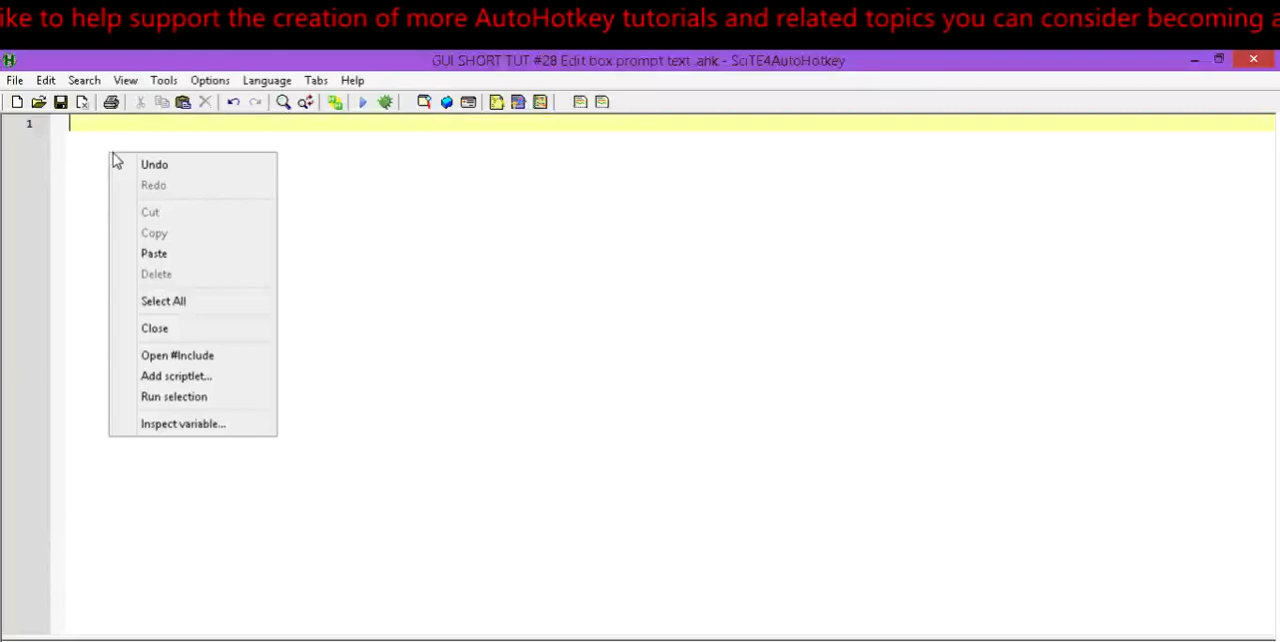 ike to help support the creation of more AutoHotkey tutorials and related topics you can consider becoming a
GUI SHORT TUT #28 Edit box prompt text .ahk - SciTE4AutoHotkey
File Edit Search View Tools Options Language Tabs Help
1
Undo
Redo
Cut
Copy
Paste
Delete
Select All
Close
Open #Include
Add scriptlet...
Run selection
Inspect variable...